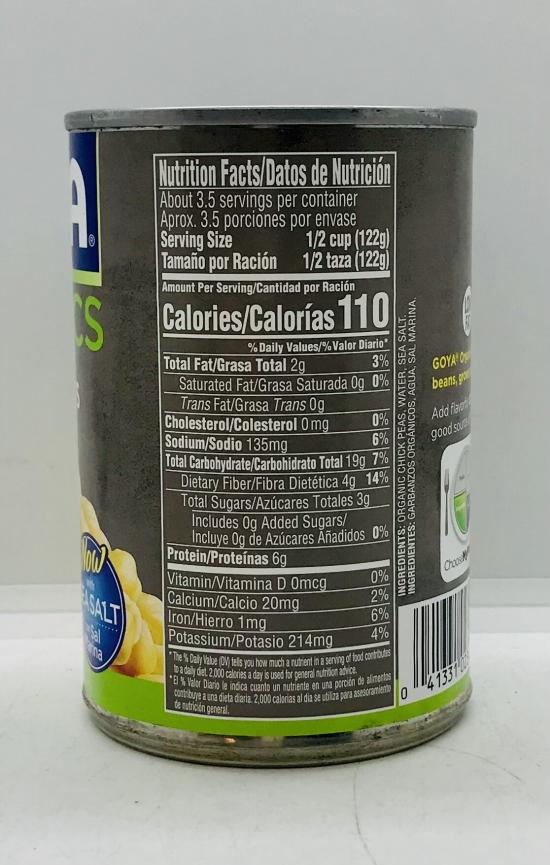 A®
CS
S
Now
with
SEA SALT
Sal
Nutrition Facts/Datos de Nutrición
About 3.5 servings per container
Aprox. 3.5 porciones por envase
Serving Size 1/2 cup (122g)
Tamaño por Ración 1/2 taza (122g)
Amount Per Serving/Cantidad por Ración
Calories/Calorías 110
% Daily Values/% Valor Diario*
Total Fat/Grasa Total 2g 3%
Saturated Fat/Grasa Saturada 0g 0%
Trans Fat/Grasa Trans 0g
Cholesterol/Colesterol 0mg 0%
Sodium/Sodio 135mg 6%
Total Carbohydrate/Carbohidrato Total 19g 7%
Dietary Fiber/Fibra Dietética 4g 14%
Total Sugars/Azúcares Totales 3g
Includes 0g Added Sugars/
Incluye 0g de Azúcares Añadidos 0%
Protein/Proteínas 6g
Vitamin/Vitamina D 0mcg 0%
Calcium/Calcio 20mg 2%
Iron/Hierro 1mg 6%
Potassium/Potasio 214mg 4%
*The % Daily Value (DV) tells you how much a nutrient in a serving of food contributes
to a daily diet. 2,000 calories a day is used for general nutrition advice.
*El % Valor Diario le indica cuanto un nutriente en una porción de alimentos
contribuye a una dieta diaria. 2,000 calorías al día se utiliza para asesoramiento
de nutrición general.
INGREDIENTS: ORGANIC CHICK PEAS, WATER, SEA SALT.
INGREDIENTES: GARBANZOS ORGÁNICOS, AGUA, SAL MARINA.
GOYA®
beans,
Add
good
Choose
0 41331